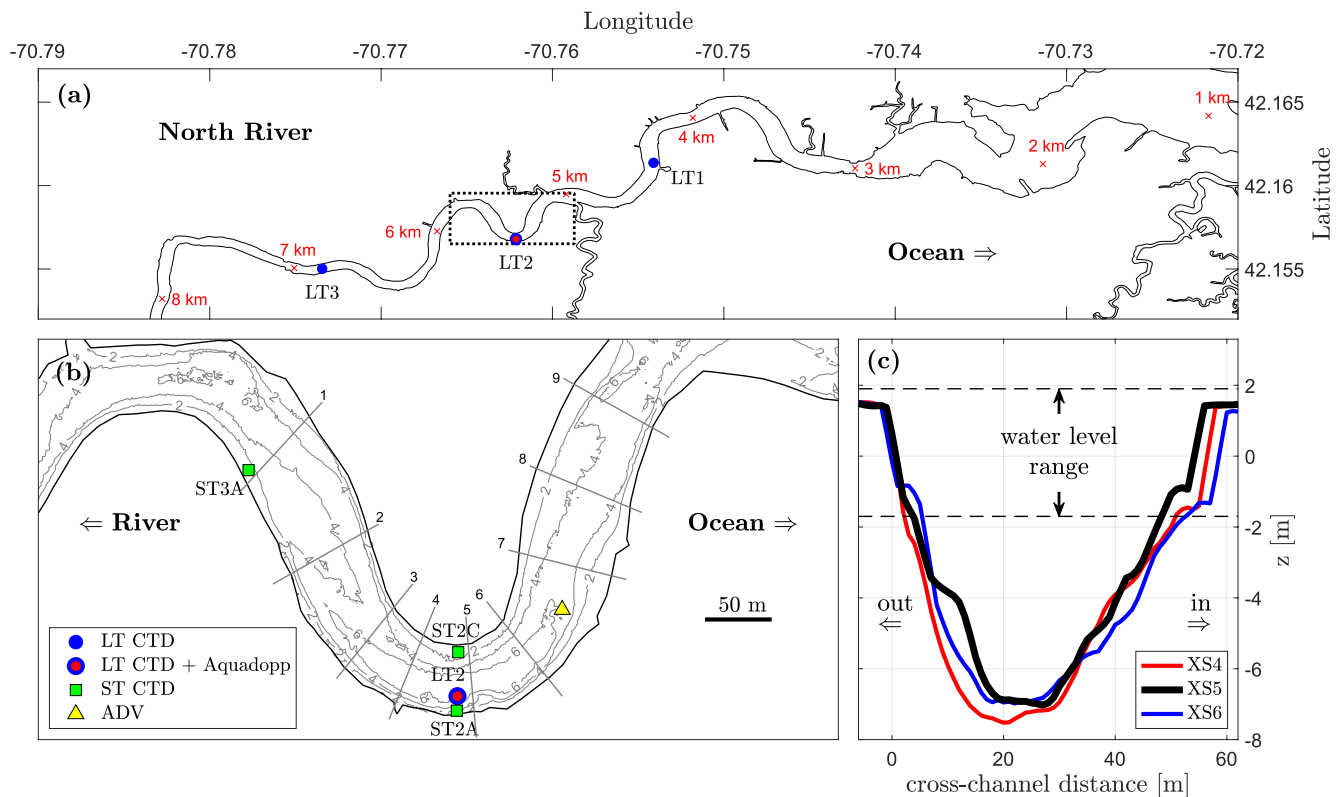 Longitude
-70.79 -70.78 -70.77 -70.76 -70.75 -70.74 -70.73 -70.72
(a)
North River
1 km
2 km
3 km
4 km
5 km
6 km
7 km
8 km
LT1
LT2
LT3
Ocean ⇒
42.165
42.16
42.155
Latitude
(b)
1
2
3
4
5
6
7
8
9
ST3A
⇐ River
Ocean ⇒
50 m
ST2C
LT2
ST2A
LT CTD
LT CTD + Aquadopp
ST CTD
ADV
(c)
water level
range
out
⇐
in
⇒
XS4
XS5
XS6
2
0
-2
-4
-6
-8
z [m]
0 20 40 60
cross-channel distance [m]